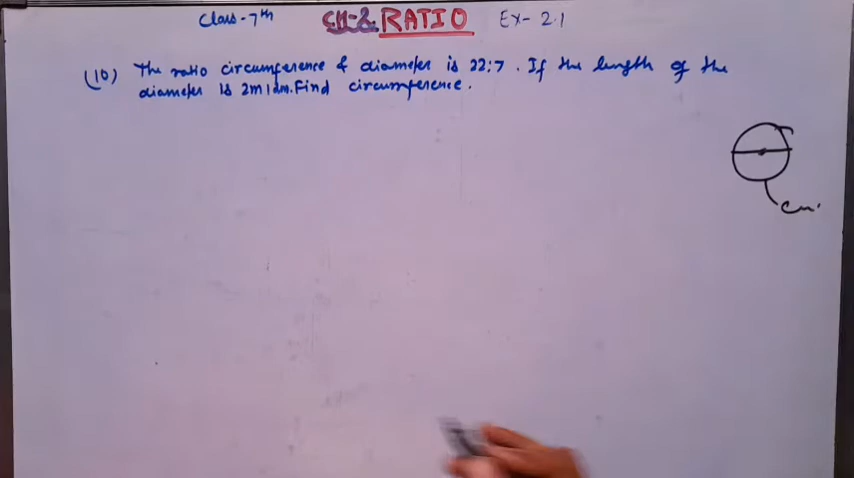 Class-7th CH-2 RATIO EX-2.1
(10) The ratio circumference & diameter is 22:7. If the length of the
diameter is 2m 1dm. Find circumference.